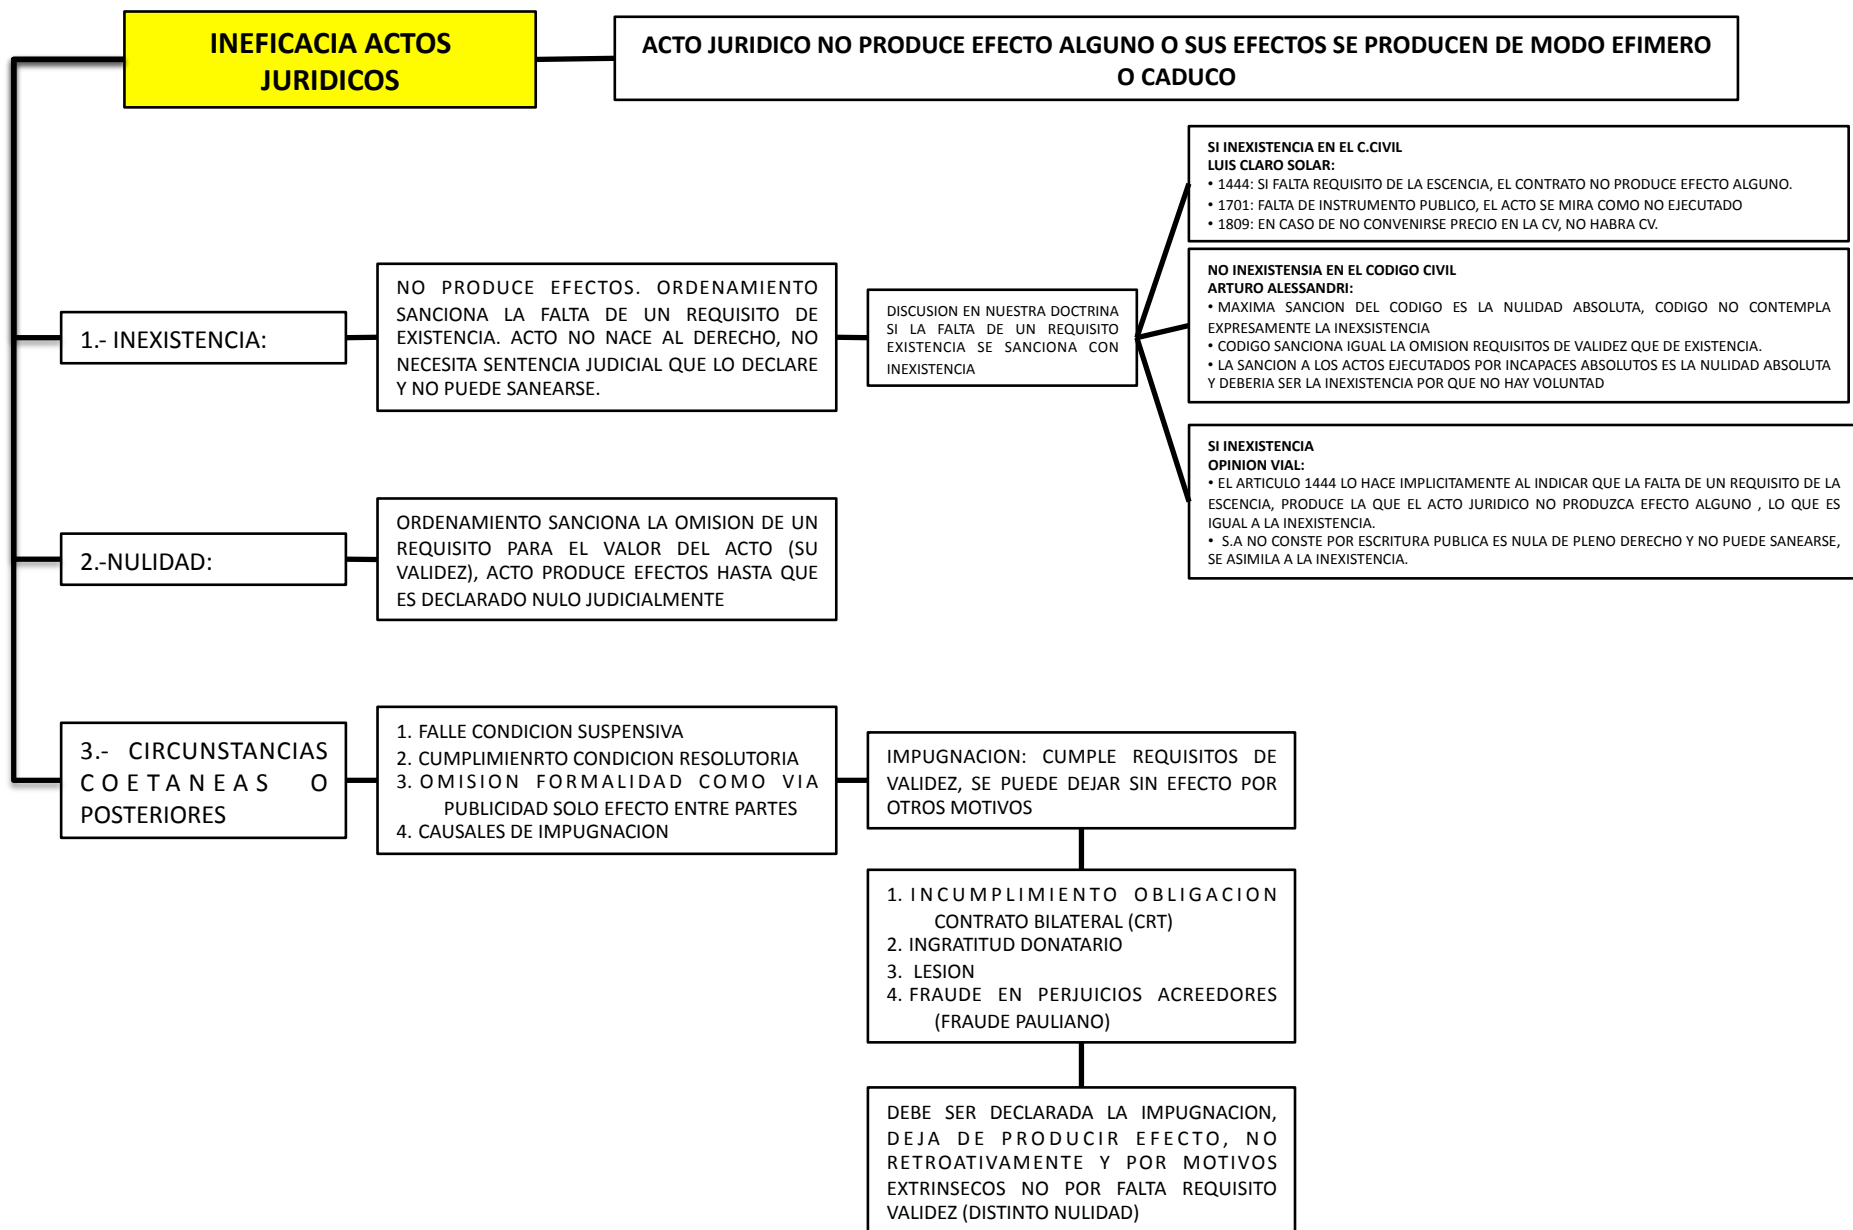 INEFICACIA ACTOS
JURIDICOS
ACTO JURIDICO NO PRODUCE EFECTO ALGUNO O SUS EFECTOS SE PRODUCEN DE MODO EFIMERO
O CADUCO
1.- INEXISTENCIA:
NO PRODUCE EFECTOS. ORDENAMIENTO
SANCIONA LA FALTA DE UN REQUISITO DE
EXISTENCIA. ACTO NO NACE AL DERECHO, NO
NECESITA SENTENCIA JUDICIAL QUE LO DECLARE
Y NO PUEDE SANEARSE.
DISCUSION EN NUESTRA DOCTRINA
SI LA FALTA DE UN REQUISITO
EXISTENCIA SE SANCIONA CON
INEXISTENCIA
SI INEXISTENCIA EN EL C.CIVIL
LUIS CLARO SOLAR:
• 1444: SI FALTA REQUISITO DE LA ESCENCIA, EL CONTRATO NO PRODUCE EFECTO ALGUNO.
• 1701: FALTA DE INSTRUMENTO PUBLICO, EL ACTO SE MIRA COMO NO EJECUTADO
• 1809: EN CASO DE NO CONVENIRSE PRECIO EN LA CV, NO HABRA CV.
NO INEXISTENSIA EN EL CODIGO CIVIL
ARTURO ALESSANDRI:
• MAXIMA SANCION DEL CODIGO ES LA NULIDAD ABSOLUTA, CODIGO NO CONTEMPLA
EXPRESAMENTE LA INEXSISTENCIA
• CODIGO SANCIONA IGUAL LA OMISION REQUISITOS DE VALIDEZ QUE DE EXISTENCIA.
• LA SANCION A LOS ACTOS EJECUTADOS POR INCAPACES ABSOLUTOS ES LA NULIDAD ABSOLUTA
Y DEBERIA SER LA INEXISTENCIA POR QUE NO HAY VOLUNTAD
SI INEXISTENCIA
OPINION VIAL:
• EL ARTICULO 1444 LO HACE IMPLICITAMENTE AL INDICAR QUE LA FALTA DE UN REQUISITO DE LA
ESCENCIA, PRODUCE LA QUE EL ACTO JURIDICO NO PRODUZCA EFECTO ALGUNO , LO QUE ES
IGUAL A LA INEXISTENCIA.
• S.A NO CONSTE POR ESCRITURA PUBLICA ES NULA DE PLENO DERECHO Y NO PUEDE SANEARSE,
SE ASIMILA A LA INEXISTENCIA.
2.-NULIDAD:
ORDENAMIENTO SANCIONA LA OMISION DE UN
REQUISITO PARA EL VALOR DEL ACTO (SU
VALIDEZ), ACTO PRODUCE EFECTOS HASTA QUE
ES DECLARADO NULO JUDICIALMENTE
3.- CIRCUNSTANCIAS
COETANEAS O
POSTERIORES
1. FALLE CONDICION SUSPENSIVA
2. CUMPLIMIENRTO CONDICION RESOLUTORIA
3. OMISION FORMALIDAD COMO VIA
PUBLICIDAD SOLO EFECTO ENTRE PARTES
4. CAUSALES DE IMPUGNACION
IMPUGNACION: CUMPLE REQUISITOS DE
VALIDEZ, SE PUEDE DEJAR SIN EFECTO POR
OTROS MOTIVOS
1. INCUMPLIMIENTO OBLIGACION
CONTRATO BILATERAL (CRT)
2. INGRATITUD DONATARIO
3. LESION
4. FRAUDE EN PERJUICIOS ACREEDORES
(FRAUDE PAULIANO)
DEBE SER DECLARADA LA IMPUGNACION,
DEJA DE PRODUCIR EFECTO, NO
RETROATIVAMENTE Y POR MOTIVOS
EXTRINSECOS NO POR FALTA REQUISITO
VALIDEZ (DISTINTO NULIDAD)